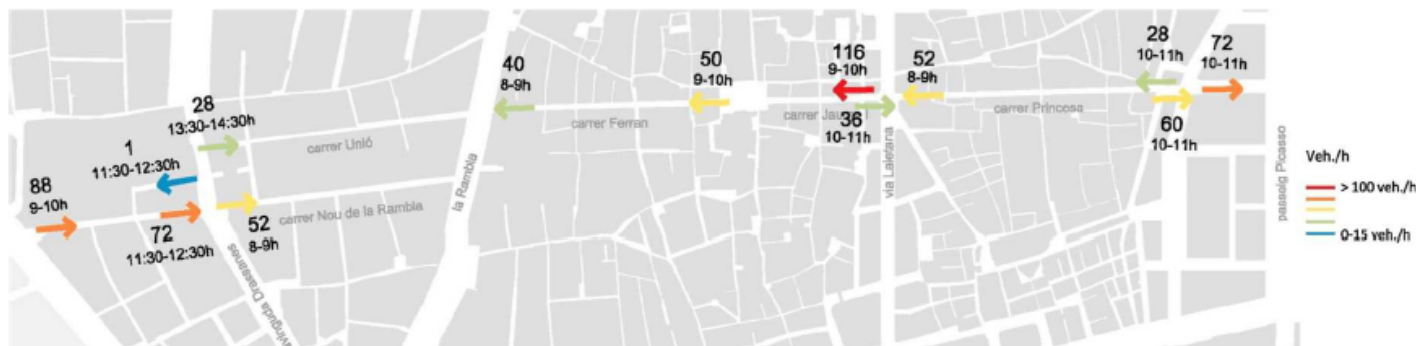 88
9-10h
1
11:30-12:30h
28
13:30-14:30h
72
11:30-12:30h
52
8-9h
carrer Unió
carrer Nou de la Rambla
la Rambla
40
8-9h
carrer Ferran
50
9-10h
116
9-10h
carrer
36
10-11h
via Laietana
52
8-9h
carrer Princesa
28
10-11h
60
10-11h
72
10-11h
passeig Picasso
Veh./h
> 100 veh./h
0-15 veh./h
Drassanes